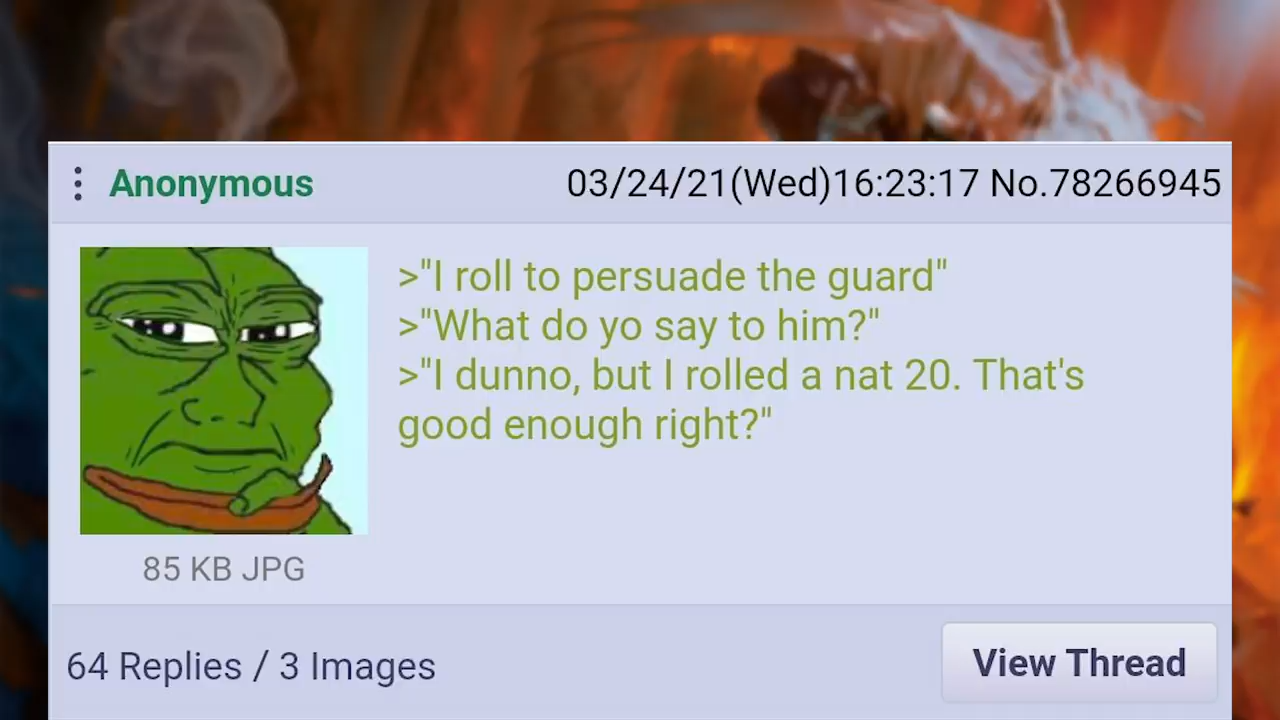 Anonymous 03/24/21(Wed)16:23:17 No.78266945
>"I roll to persuade the guard"
>"What do yo say to him?"
>"I dunno, but I rolled a nat 20. That's
good enough right?"
85 KB JPG
64 Replies / 3 Images View Thread